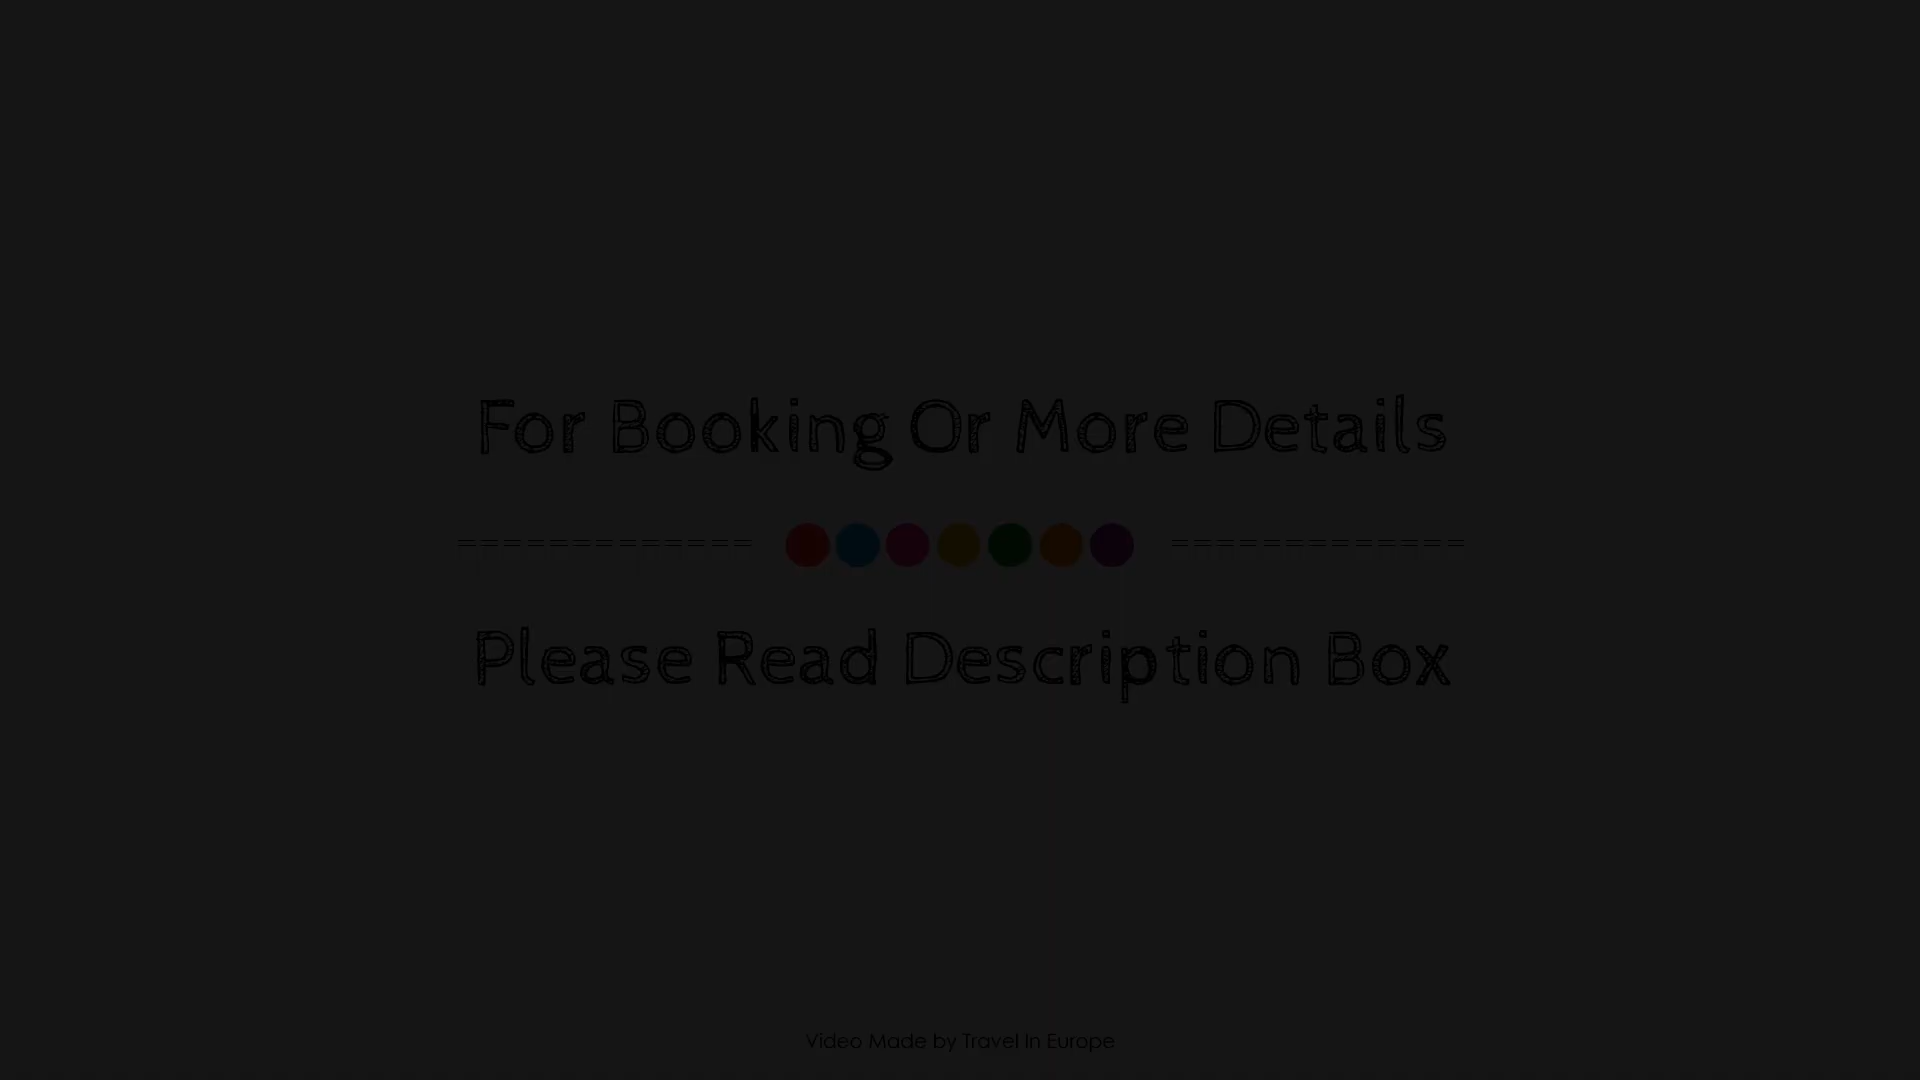 For Booking Or More Details
============= =============
Please Read Description Box
Video Made by Travel In Europe